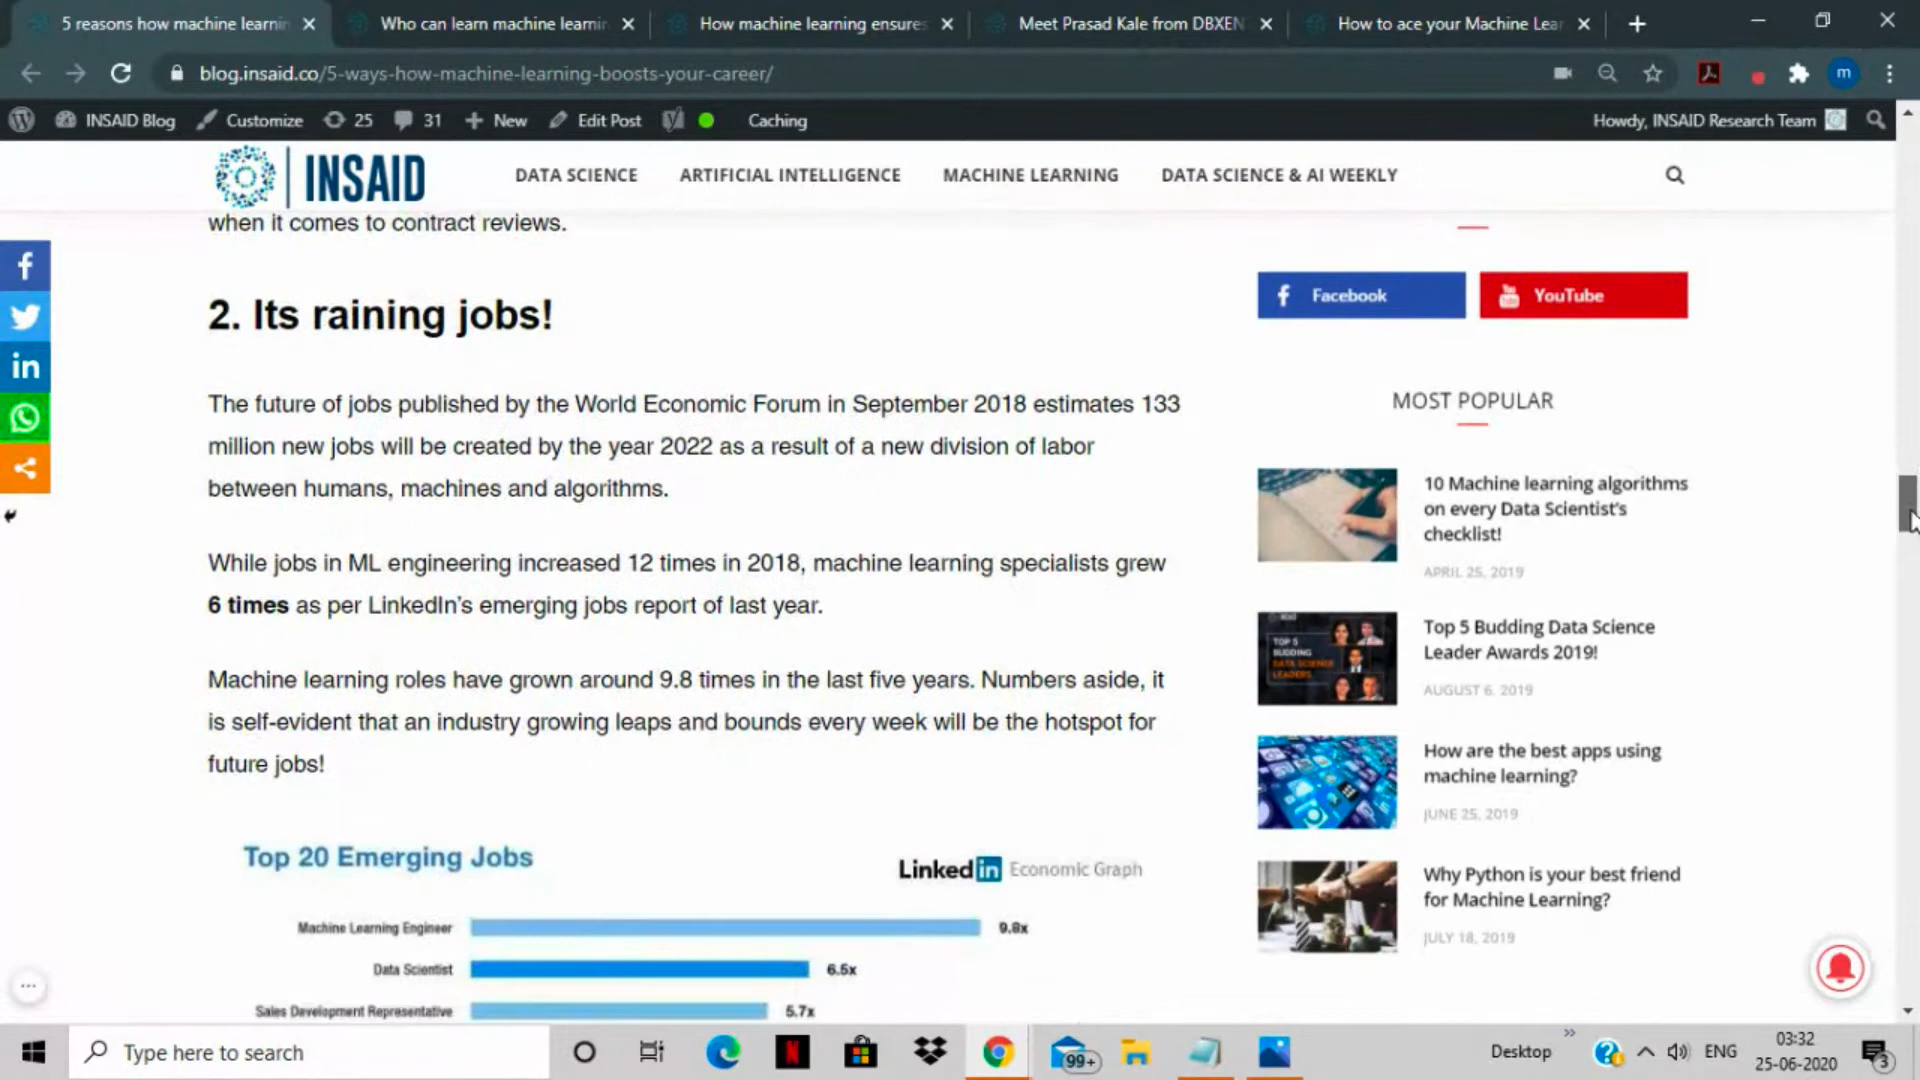 5 reasons how machine learnin
Who can learn machine learnin
How machine learning ensures
Meet Prasad Kale from DBXEN
How to ace your Machine Lear
blog.insaid.co/5-ways-how-machine-learning-boosts-your-career/
m
INSAID Blog
Customize
25
31
New
Edit Post
Caching
Howdy, INSAID Research Team
INSAID
DATA SCIENCE
ARTIFICIAL INTELLIGENCE
MACHINE LEARNING
DATA SCIENCE & AI WEEKLY
when it comes to contract reviews.
2. Its raining jobs!
The future of jobs published by the World Economic Forum in September 2018 estimates 133
million new jobs will be created by the year 2022 as a result of a new division of labor
between humans, machines and algorithms.
While jobs in ML engineering increased 12 times in 2018, machine learning specialists grew
6 times as per LinkedIn's emerging jobs report of last year.
Machine learning roles have grown around 9.8 times in the last five years. Numbers aside, it
is self-evident that an industry growing leaps and bounds every week will be the hotspot for
future jobs!
Top 20 Emerging Jobs
Linked in Economic Graph
Machine Learning Engineer 9.8x
Data Scientist 6.5x
Sales Development Representative 5.7x
Facebook
YouTube
MOST POPULAR
10 Machine learning algorithms
on every Data Scientist's
checklist!
APRIL 25, 2019
TOP 5
BUDDING
DATA SCIENCE
LEADERS
Top 5 Budding Data Science
Leader Awards 2019!
AUGUST 6, 2019
How are the best apps using
machine learning?
JUNE 25, 2019
Why Python is your best friend
for Machine Learning?
JULY 18, 2019
Type here to search
99+
Desktop
ENG
03:32
25-06-2020
3